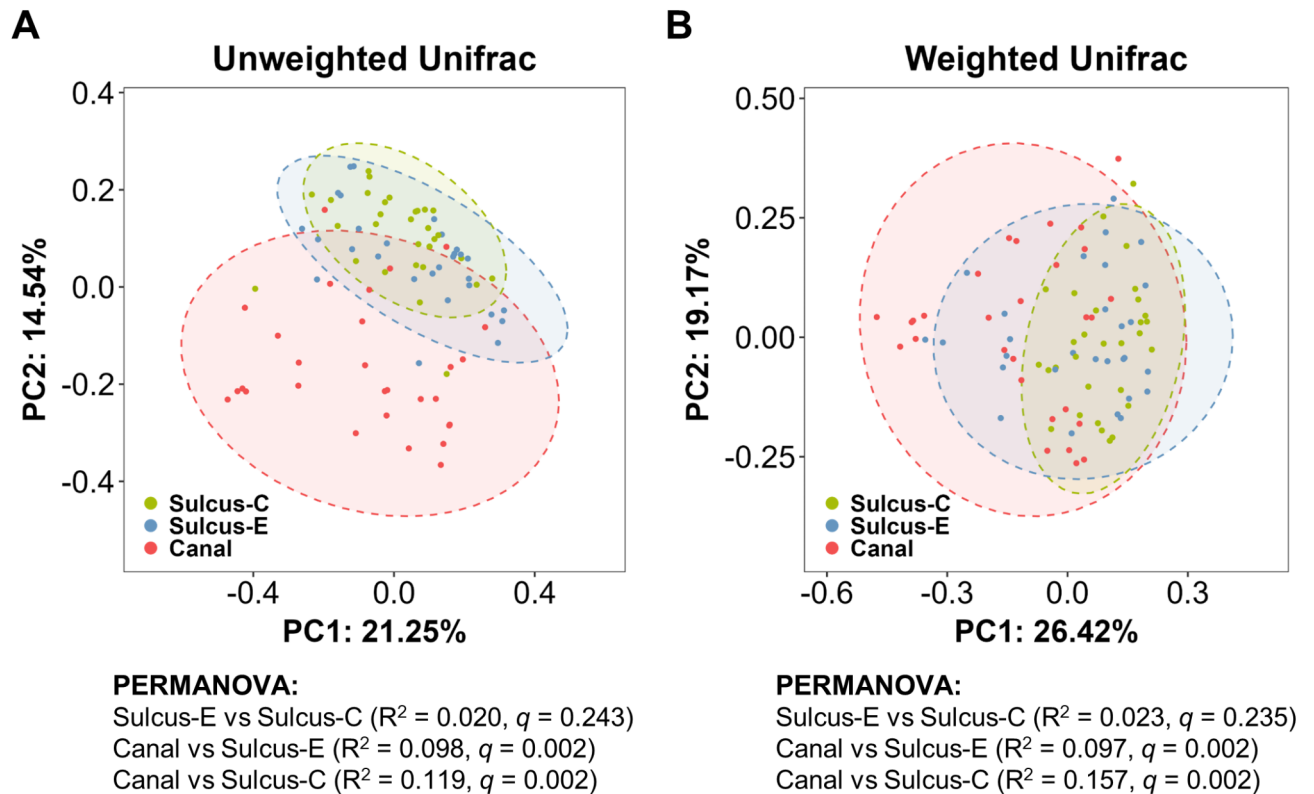 A
Unweighted Unifrac
0.4
0.2
0.0
-0.2
-0.4
PC2: 14.54%
Sulcus-C
Sulcus-E
Canal
-0.4 0.0 0.4
PC1: 21.25%
PERMANOVA:
Sulcus-E vs Sulcus-C (R² = 0.020, q = 0.243)
Canal vs Sulcus-E (R² = 0.098, q = 0.002)
Canal vs Sulcus-C (R² = 0.119, q = 0.002)
B
Weighted Unifrac
0.50
0.25
0.00
-0.25
PC2: 19.17%
Sulcus-C
Sulcus-E
Canal
-0.6 -0.3 0.0 0.3
PC1: 26.42%
PERMANOVA:
Sulcus-E vs Sulcus-C (R² = 0.023, q = 0.235)
Canal vs Sulcus-E (R² = 0.097, q = 0.002)
Canal vs Sulcus-C (R² = 0.157, q = 0.002)